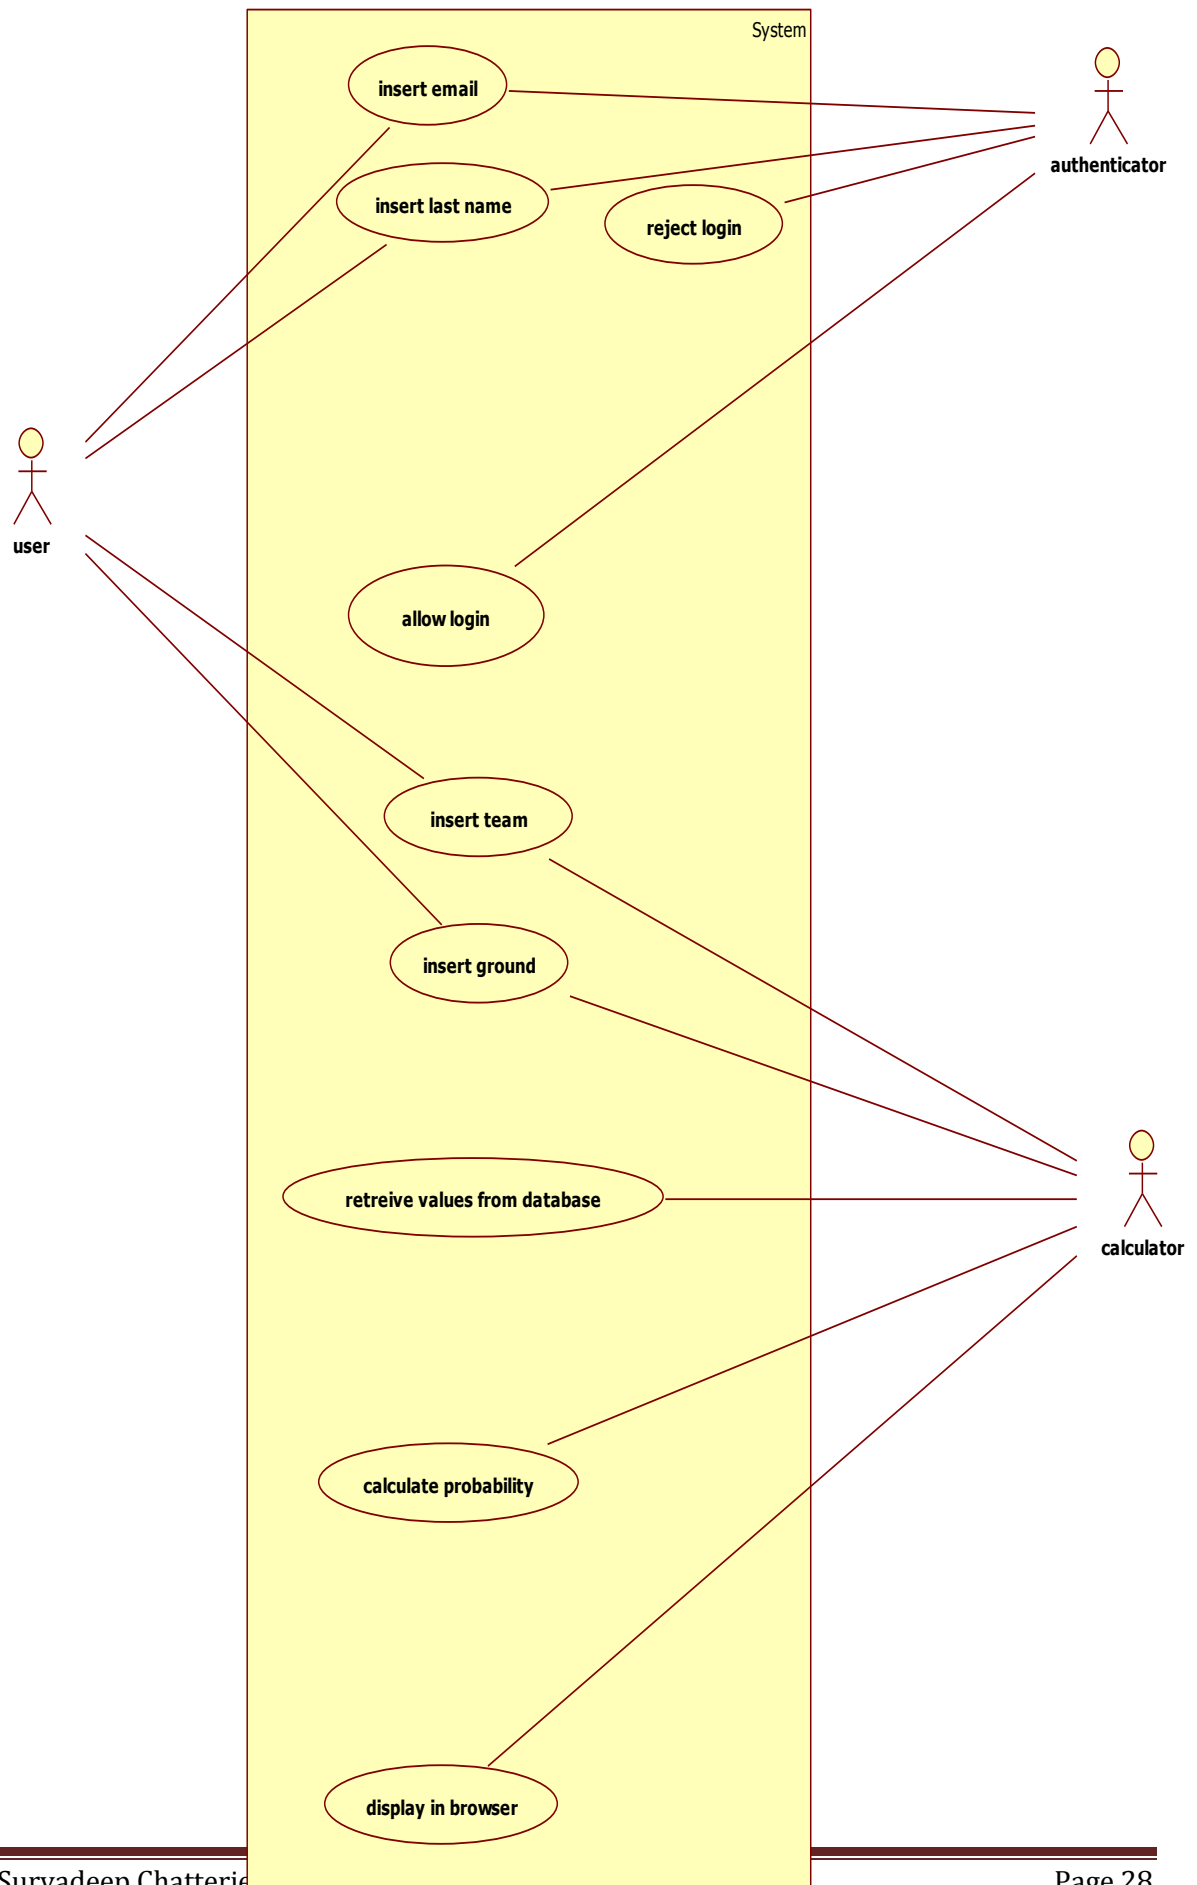 System
insert email
authenticator
insert last name
reject login
user
allow login
insert team
insert ground
retreive values from database
calculator
calculate probability
display in browser
Page 28